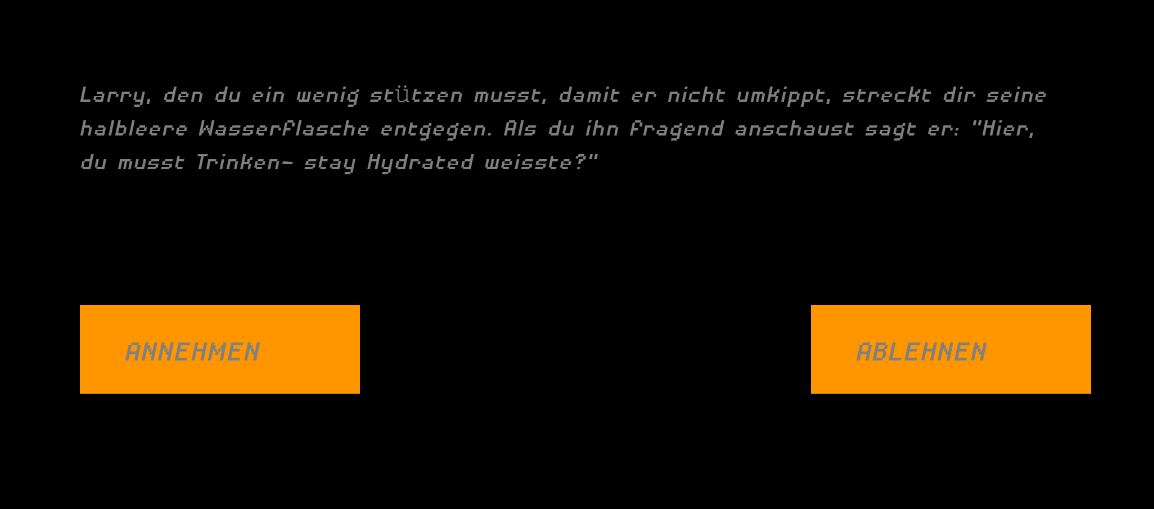 Larry, den du ein wenig stützen musst, damit er nicht umkippt, streckt dir seine
halbleere Wasserflasche entgegen. Als du ihn fragend anschaust sagt er: "Hier,
du musst Trinken- stay Hydrated weisste?"
ANNEHMEN
ABLEHNEN